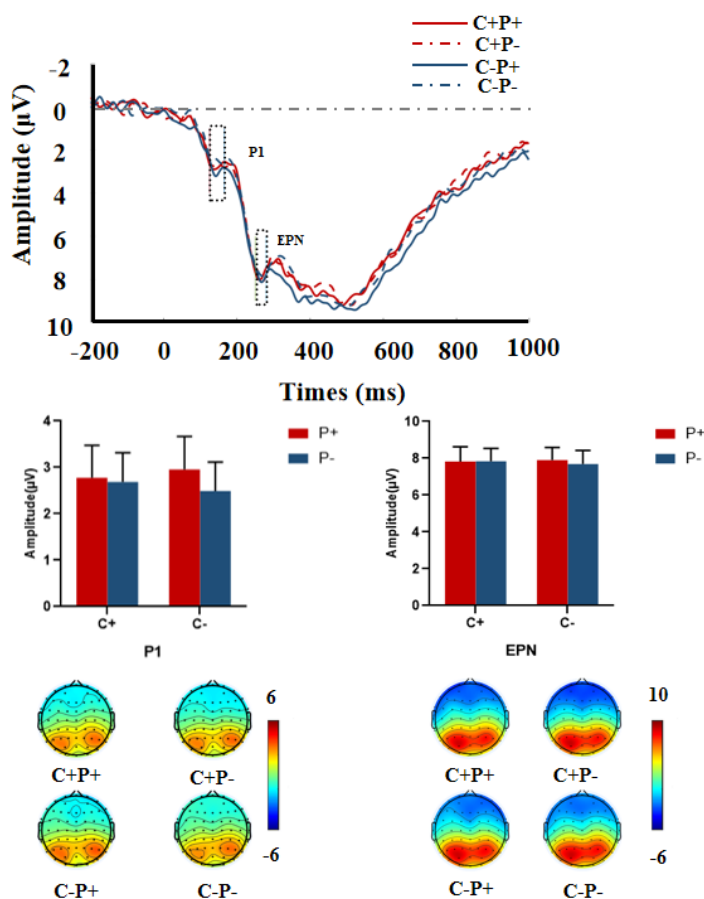 C+P+
C+P-
C-P+
C-P-
-2
0
2
4
6
8
10
Amplitude (μV)
P1
EPN
-200 0 200 400 600 800 1000
Times (ms)
4
3
2
1
0
Amplitude(μV)
P+
P-
C+ C-
P1
10
8
6
4
2
0
Amplitude(μV)
P+
P-
C+ C-
EPN
6
C+P+ C+P-
C-P+ C-P-
-6
10
C+P+ C+P-
C-P+ C-P-
-6